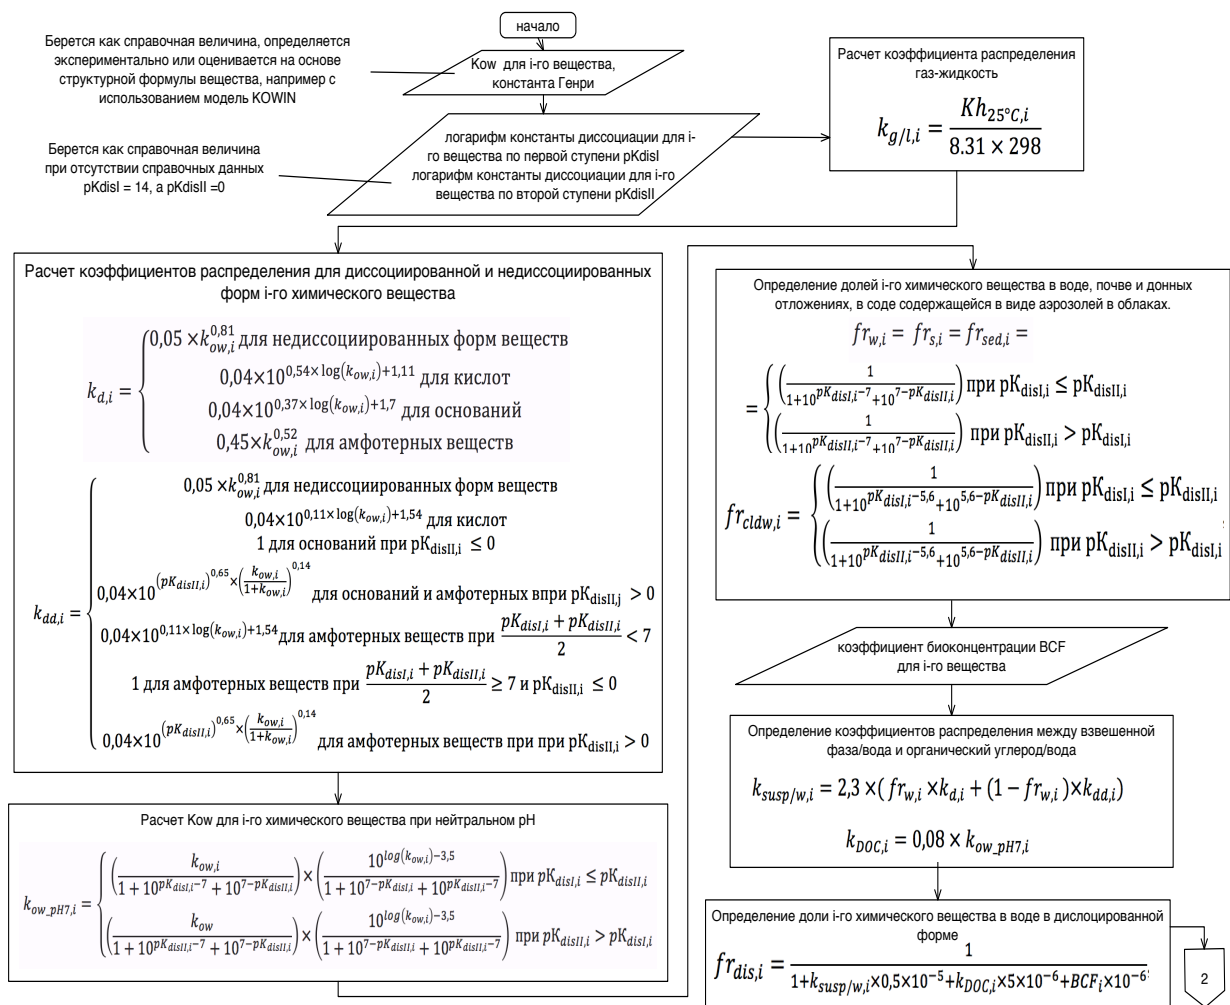 начало
Берется как справочная величина, определяется
экспериментально или оценивается на основе
структурной формулы вещества, например с
использованием модель KOWIN
Kow для i-го вещества,
константа Генри
Расчет коэффициента распределения
газ-жидкость
k_{g/l,i} = Kh_{25°C,i} / (8.31 × 298)
Берется как справочная величина
при отсутствии справочных данных
pKdisI = 14, а pKdisII =0
логарифм константы диссоциации для i-
го вещества по первой ступени pKdisI
логарифм константы диссоциации для i-го
вещества по второй ступени pKdisII
Расчет коэффициентов распределения для диссоциированной и недиссоциированных
форм i-го химического вещества
k_{d,i} =
0,05 × k_{ow,i}^{0,81} для недиссоциированных форм веществ
0,04×10^{0,54×log(k_{ow,i})+1,11} для кислот
0,04×10^{0,37×log(k_{ow,i})+1,7} для оснований
0,45×k_{ow,i}^{0,52} для амфотерных веществ
k_{dd,i} =
0,05 ×k_{ow,i}^{0,81} для недиссоциированных форм веществ
0,04×10^{0,11×log(k_{ow,i})+1,54} для кислот
1 для оснований при pK_{disII,i} ≤ 0
0,04×10^{(pK_{disII,i})^{0,65}×(k_{ow,i}/(1+k_{ow,i}))^{0,14}} для оснований и амфотерных впри pK_{disII,j} > 0
0,04×10^{0,11×log(k_{ow,i})+1,54} для амфотерных веществ при (pK_{disI,i} + pK_{disII,i})/2 < 7
1 для амфотерных веществ при (pK_{disI,i} + pK_{disII,i})/2 ≥ 7 и pK_{disII,i} ≤ 0
0,04×10^{(pK_{disII,i})^{0,65}×(k_{ow,i}/(1+k_{ow,i}))^{0,14}} для амфотерных веществ при при pK_{disII,i} > 0
Расчет Kow для i-го химического вещества при нейтральном pH
k_{ow_pH7,i} =
(k_{ow,i} / (1 + 10^{pK_{disI,i}−7} + 10^{7−pK_{disII,i}})) × (10^{log(k_{ow,i})−3,5} / (1 + 10^{7−pK_{disI,i}} + 10^{pK_{disII,i}−7})) при pK_{disI,i} ≤ pK_{disII,i}
(k_{ow} / (1 + 10^{pK_{disII,i}−7} + 10^{7−pK_{disII,i}})) × (10^{log(k_{ow,i})−3,5} / (1 + 10^{7−pK_{disII,i}} + 10^{pK_{disII,i}−7})) при pK_{disII,i} > pK_{disI,i}
Определение долей i-го химического вещества в воде, почве и донных
отложениях, в соде содержащейся в виде аэрозолей в облаках.
fr_{w,i} = fr_{s,i} = fr_{sed,i} =
=
(1 / (1+10^{pK_{disI,i}−7}+10^{7−pK_{disII,i}})) при pK_{disI,i} ≤ pK_{disII,i}
(1 / (1+10^{pK_{disII,i}−7}+10^{7−pK_{disII,i}})) при pK_{disII,i} > pK_{disI,i}
fr_{cldw,i} =
(1 / (1+10^{pK_{disI,i}−5,6}+10^{5,6−pK_{disII,i}})) при pK_{disI,i} ≤ pK_{disII,i}
(1 / (1+10^{pK_{disII,i}−5,6}+10^{5,6−pK_{disII,i}})) при pK_{disII,i} > pK_{disI,i}
коэффициент биоконцентрации BCF
для i-го вещества
Определение коэффициентов распределения между взвешенной
фаза/вода и органический углерод/вода
k_{susp/w,i} = 2,3 ×( fr_{w,i} ×k_{d,i} + (1 − fr_{w,i} )×k_{dd,i})
k_{DOC,i} = 0,08 × k_{ow_pH7,i}
Определение доли i-го химического вещества в воде в дислоцированной
форме
fr_{dis,i} = 1 / (1+k_{susp/w,i}×0,5×10^{−5}+k_{DOC,i}×5×10^{−6}+BCF_i×10^{−6}
2